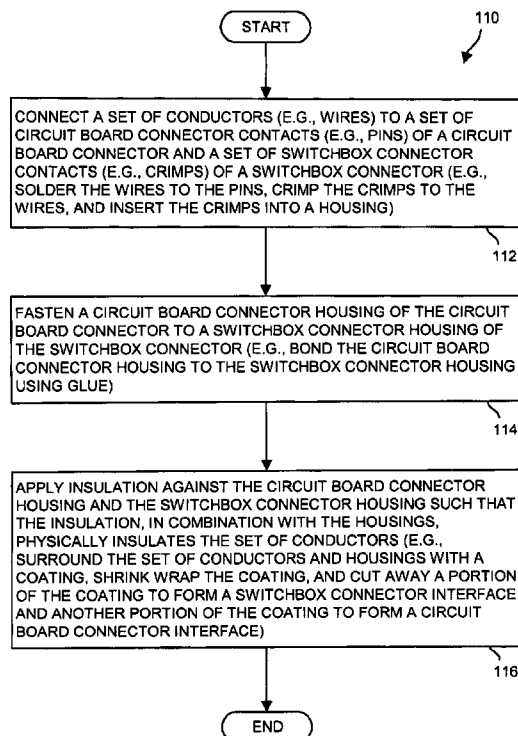 START
110
CONNECT A SET OF CONDUCTORS (E.G., WIRES) TO A SET OF
CIRCUIT BOARD CONNECTOR CONTACTS (E.G., PINS) OF A CIRCUIT
BOARD CONNECTOR AND A SET OF SWITCHBOX CONNECTOR
CONTACTS (E.G., CRIMPS) OF A SWITCHBOX CONNECTOR (E.G.,
SOLDER THE WIRES TO THE PINS, CRIMP THE CRIMPS TO THE
WIRES, AND INSERT THE CRIMPS INTO A HOUSING)
112
FASTEN A CIRCUIT BOARD CONNECTOR HOUSING OF THE CIRCUIT
BOARD CONNECTOR TO A SWITCHBOX CONNECTOR HOUSING OF
THE SWITCHBOX CONNECTOR (E.G., BOND THE CIRCUIT BOARD
CONNECTOR HOUSING TO THE SWITCHBOX CONNECTOR HOUSING
USING GLUE)
114
APPLY INSULATION AGAINST THE CIRCUIT BOARD CONNECTOR
HOUSING AND THE SWITCHBOX CONNECTOR HOUSING SUCH THAT
THE INSULATION, IN COMBINATION WITH THE HOUSINGS,
PHYSICALLY INSULATES THE SET OF CONDUCTORS (E.G.,
SURROUND THE SET OF CONDUCTORS AND HOUSINGS WITH A
COATING, SHRINK WRAP THE COATING, AND CUT AWAY A PORTION
OF THE COATING TO FORM A SWITCHBOX CONNECTOR INTERFACE
AND ANOTHER PORTION OF THE COATING TO FORM A CIRCUIT
BOARD CONNECTOR INTERFACE)
116
END